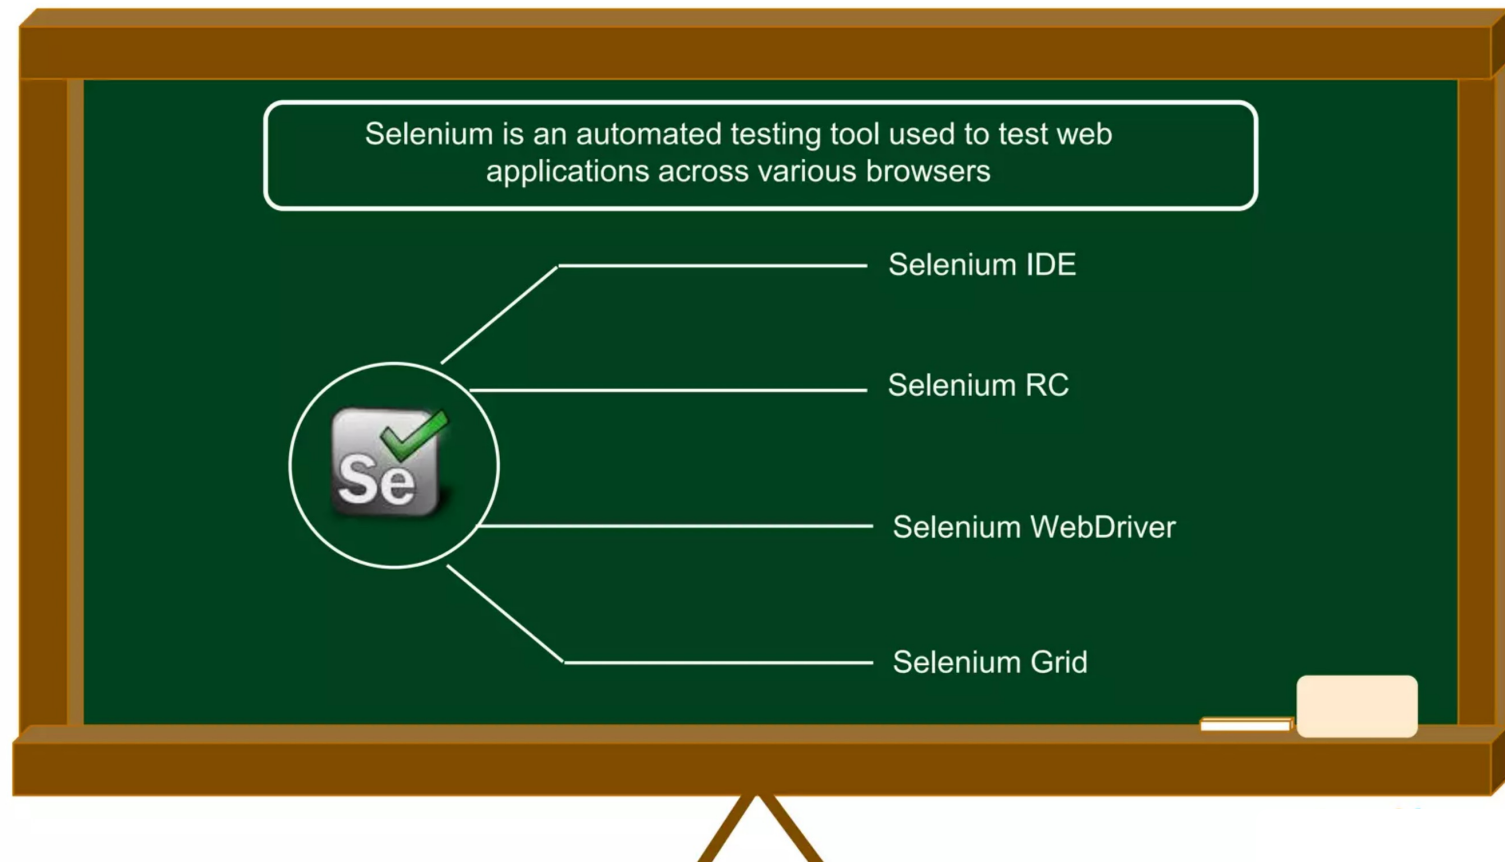 Selenium is an automated testing tool used to test web
applications across various browsers
Selenium IDE
Selenium RC
Se
Selenium WebDriver
Selenium Grid